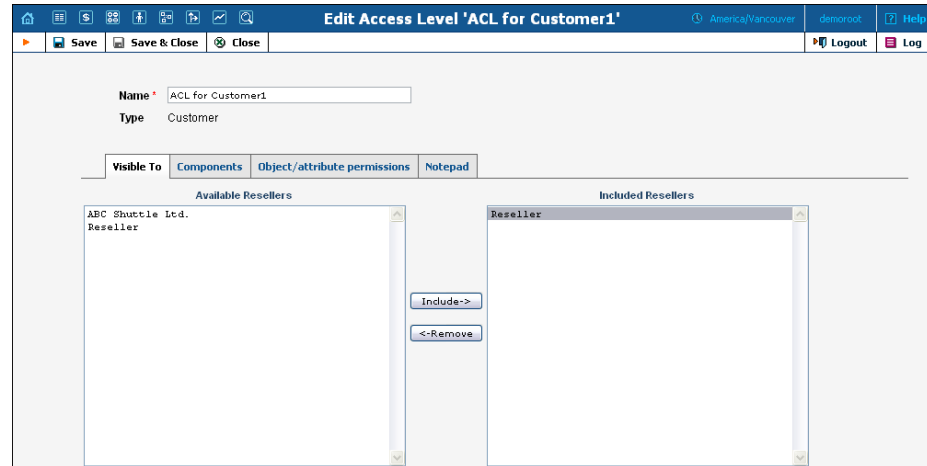 Edit Access Level 'ACL for Customer1'
America/Vancouver
demoroot
? Help
Save
Save & Close
Close
Logout
Log
Name *
ACL for Customer1
Type
Customer
Visible To
Components
Object/attribute permissions
Notepad
Available Resellers
Included Resellers
ABC Shuttle Ltd.
Reseller
Reseller
Include->
<-Remove